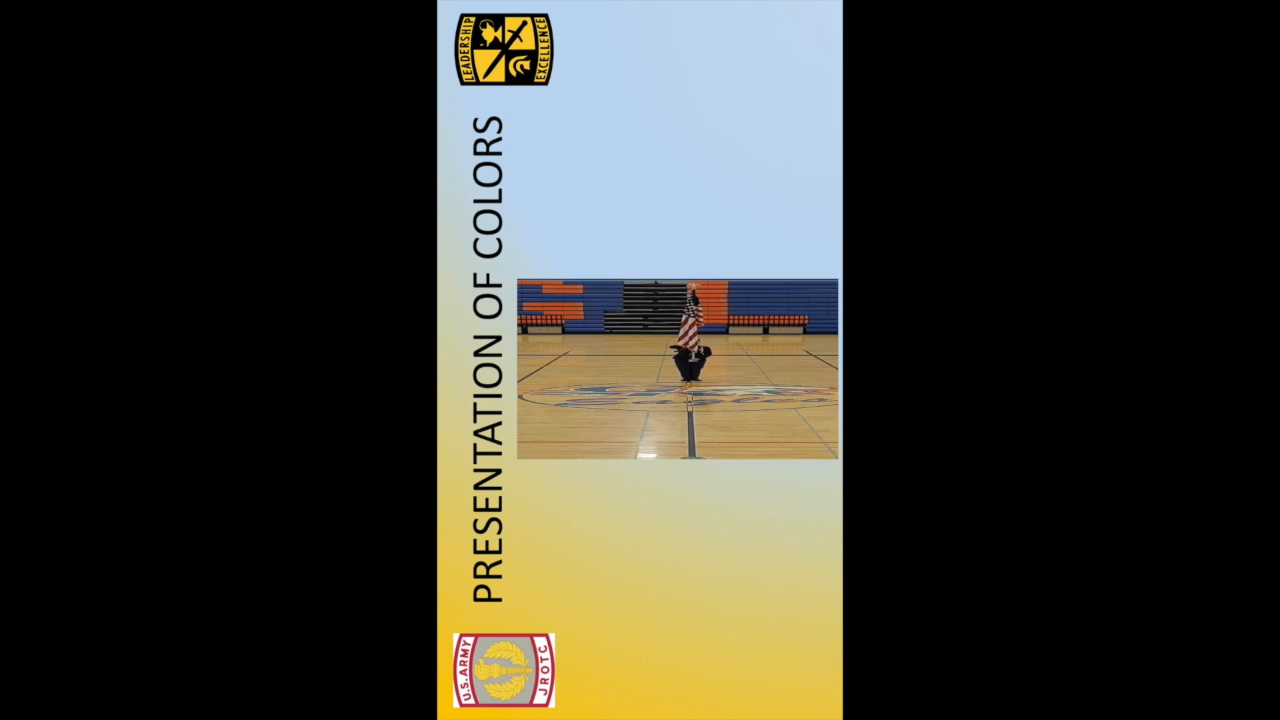 LEADERSHIP
EXCELLENCE
PRESENTATION OF COLORS
U.S. ARMY
JROTC